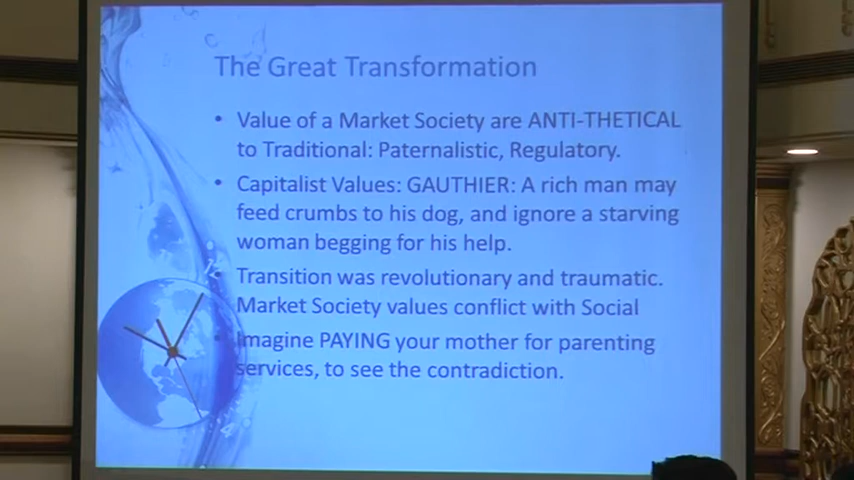 The Great Transformation
• Value of a Market Society are ANTI-THETICAL
to Traditional: Paternalistic, Regulatory.
• Capitalist Values: GAUTHIER: A rich man may
feed crumbs to his dog, and ignore a starving
woman begging for his help.
• Transition was revolutionary and traumatic.
Market Society values conflict with Social
• Imagine PAYING your mother for parenting
services, to see the contradiction.